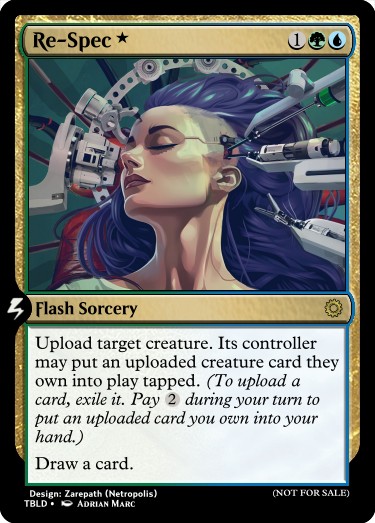 Re-Spec ★ 1
Flash Sorcery
Upload target creature. Its controller
may put an uploaded creature card they
own into play tapped. (To upload a
card, exile it. Pay 2 during your turn to
put an uploaded card you own into your
hand.)
Draw a card.
Design: Zarepath (Netropolis) (NOT FOR SALE)
TBLD • Adrian Marc